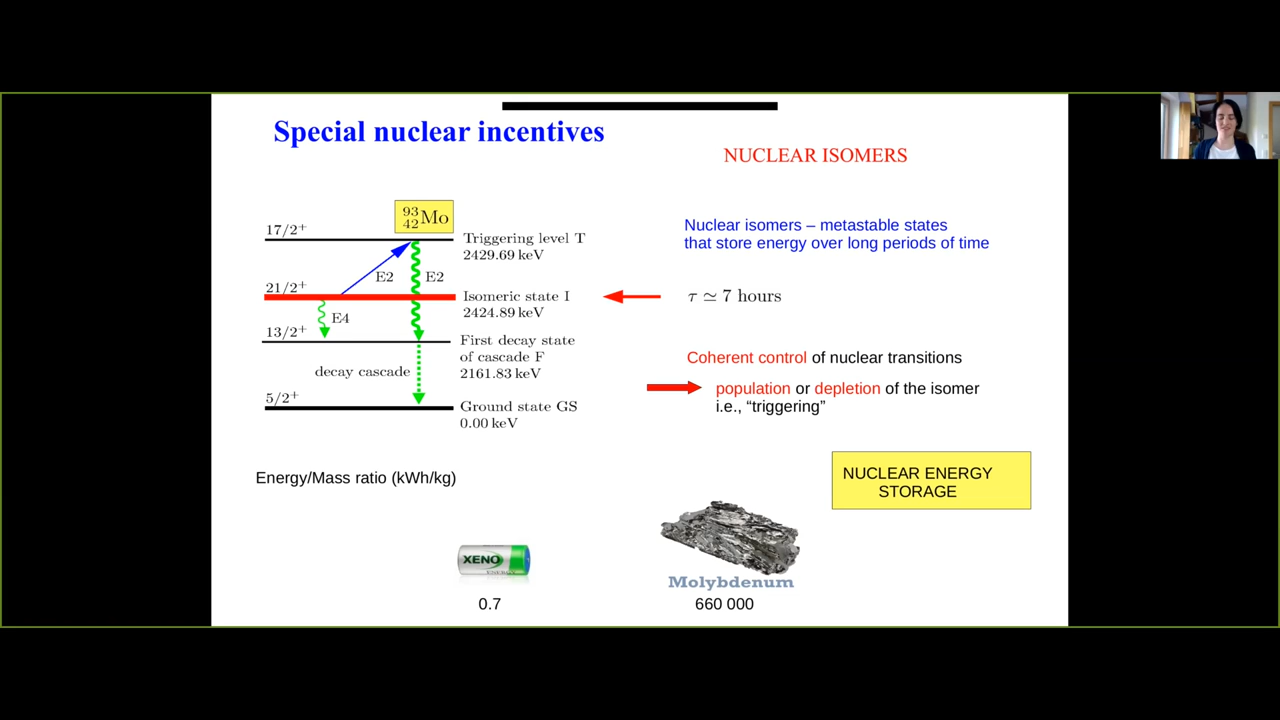 Special nuclear incentives
NUCLEAR ISOMERS
93
42Mo
17/2+
Triggering level T
2429.69 keV
E2
E2
21/2+
Isomeric state I
2424.89 keV
E4
13/2+
First decay state
of cascade F
2161.83 keV
decay cascade
5/2+
Ground state GS
0.00 keV
Nuclear isomers – metastable states
that store energy over long periods of time
τ ≃ 7 hours
Coherent control of nuclear transitions
population or depletion of the isomer
i.e., “triggering”
Energy/Mass ratio (kWh/kg)
NUCLEAR ENERGY
STORAGE
XENO
ENERGY
Molybdenum
0.7
660 000